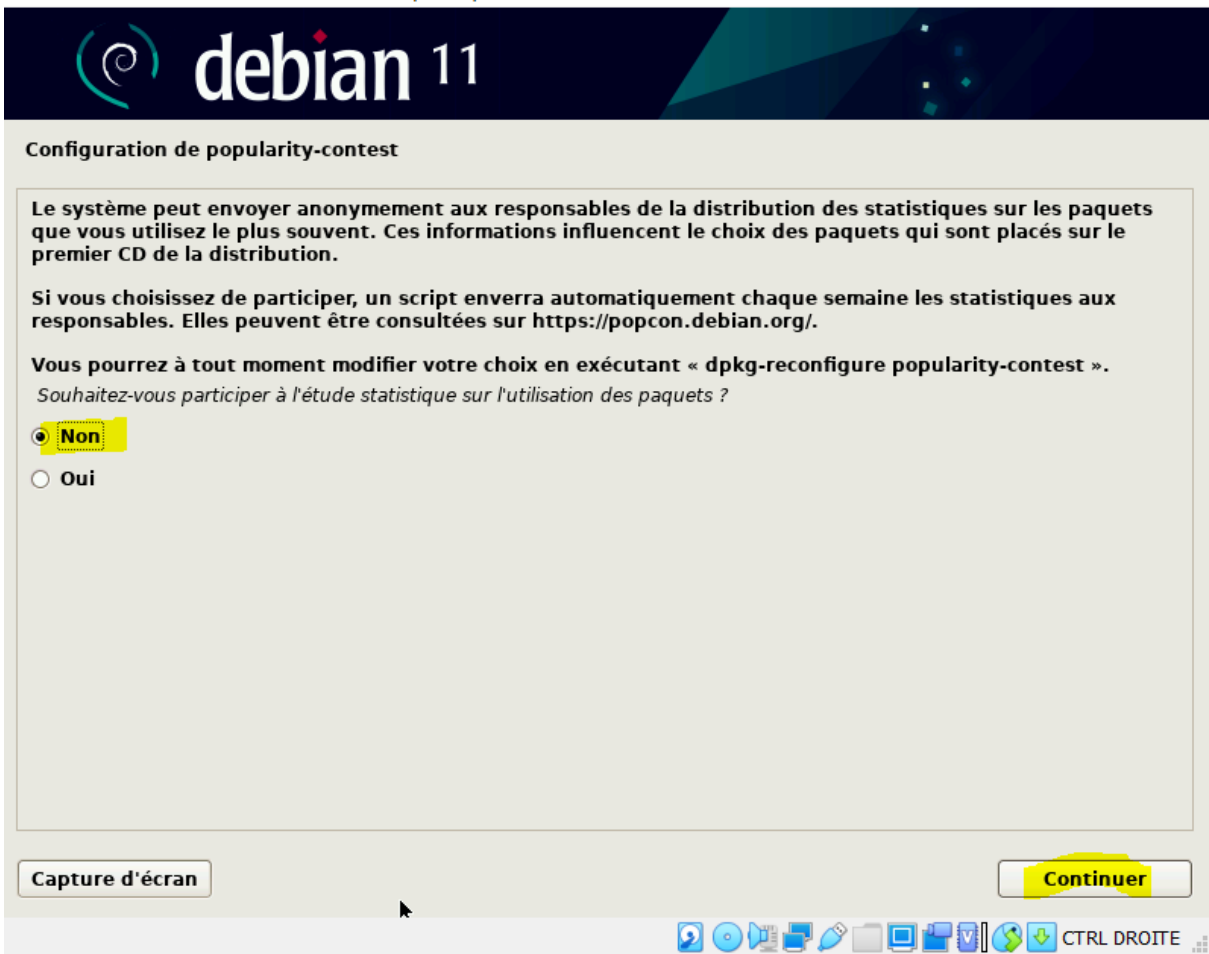 debian 11
Configuration de popularity-contest
Le système peut envoyer anonymement aux responsables de la distribution des statistiques sur les paquets
que vous utilisez le plus souvent. Ces informations influencent le choix des paquets qui sont placés sur le
premier CD de la distribution.
Si vous choisissez de participer, un script enverra automatiquement chaque semaine les statistiques aux
responsables. Elles peuvent être consultées sur https://popcon.debian.org/.
Vous pourrez à tout moment modifier votre choix en exécutant « dpkg-reconfigure popularity-contest ».
Souhaitez-vous participer à l'étude statistique sur l'utilisation des paquets ?
Non
Oui
Capture d'écran
Continuer
CTRL DROITE